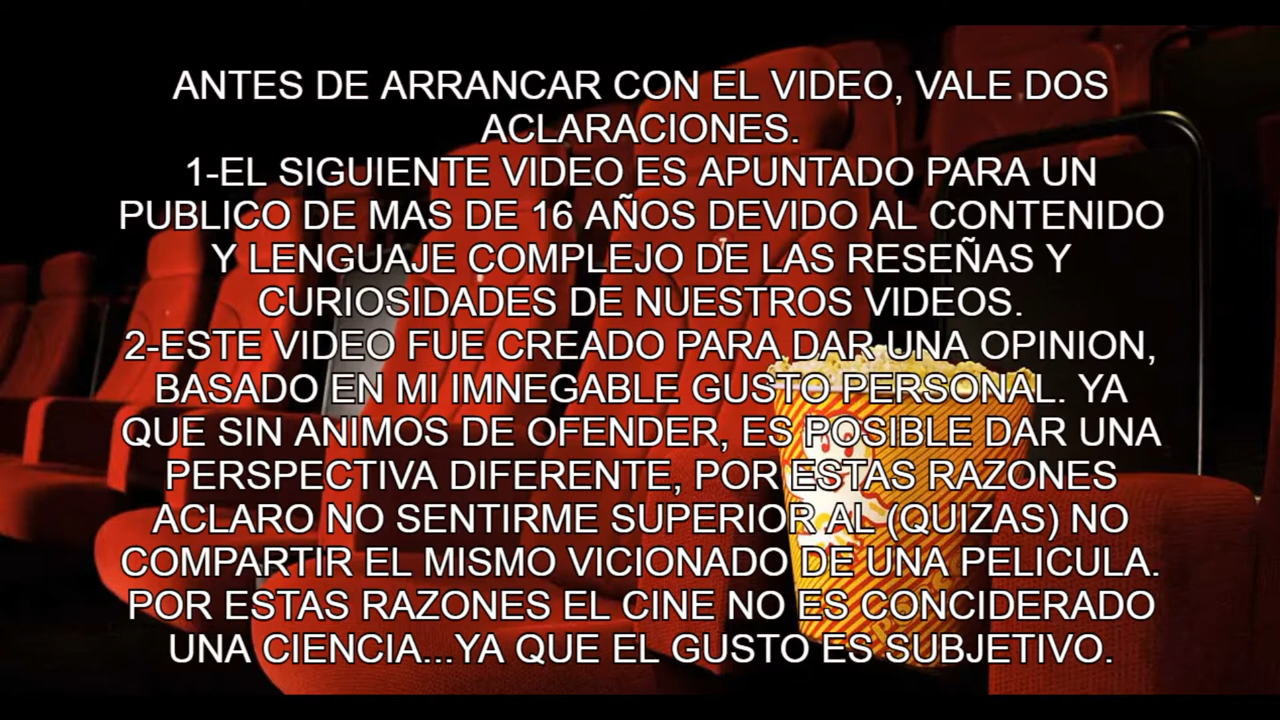 ANTES DE ARRANCAR CON EL VIDEO, VALE DOS
ACLARACIONES.
1-EL SIGUIENTE VIDEO ES APUNTADO PARA UN
PUBLICO DE MAS DE 16 AÑOS DEVIDO AL CONTENIDO
Y LENGUAJE COMPLEJO DE LAS RESEÑAS Y
CURIOSIDADES DE NUESTROS VIDEOS.
2-ESTE VIDEO FUE CREADO PARA DAR UNA OPINION,
BASADO EN MI IMNEGABLE GUSTO PERSONAL. YA
QUE SIN ANIMOS DE OFENDER, ES POSIBLE DAR UNA
PERSPECTIVA DIFERENTE, POR ESTAS RAZONES
ACLARO NO SENTIRME SUPERIOR AL (QUIZAS) NO
COMPARTIR EL MISMO VICIONADO DE UNA PELICULA.
POR ESTAS RAZONES EL CINE NO ES CONCIDERADO
UNA CIENCIA...YA QUE EL GUSTO ES SUBJETIVO.